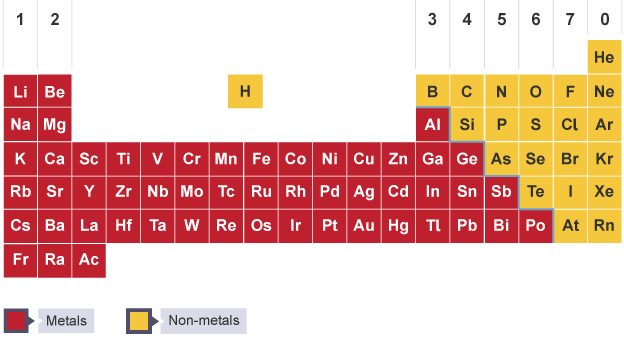 1 2 3 4 5 6 7 0
He
Li Be H B C N O F Ne
Na Mg Al Si P S Cl Ar
K Ca Sc Ti V Cr Mn Fe Co Ni Cu Zn Ga Ge As Se Br Kr
Rb Sr Y Zr Nb Mo Tc Ru Rh Pd Ag Cd In Sn Sb Te I Xe
Cs Ba La Hf Ta W Re Os Ir Pt Au Hg Tl Pb Bi Po At Rn
Fr Ra Ac
Metals Non-metals